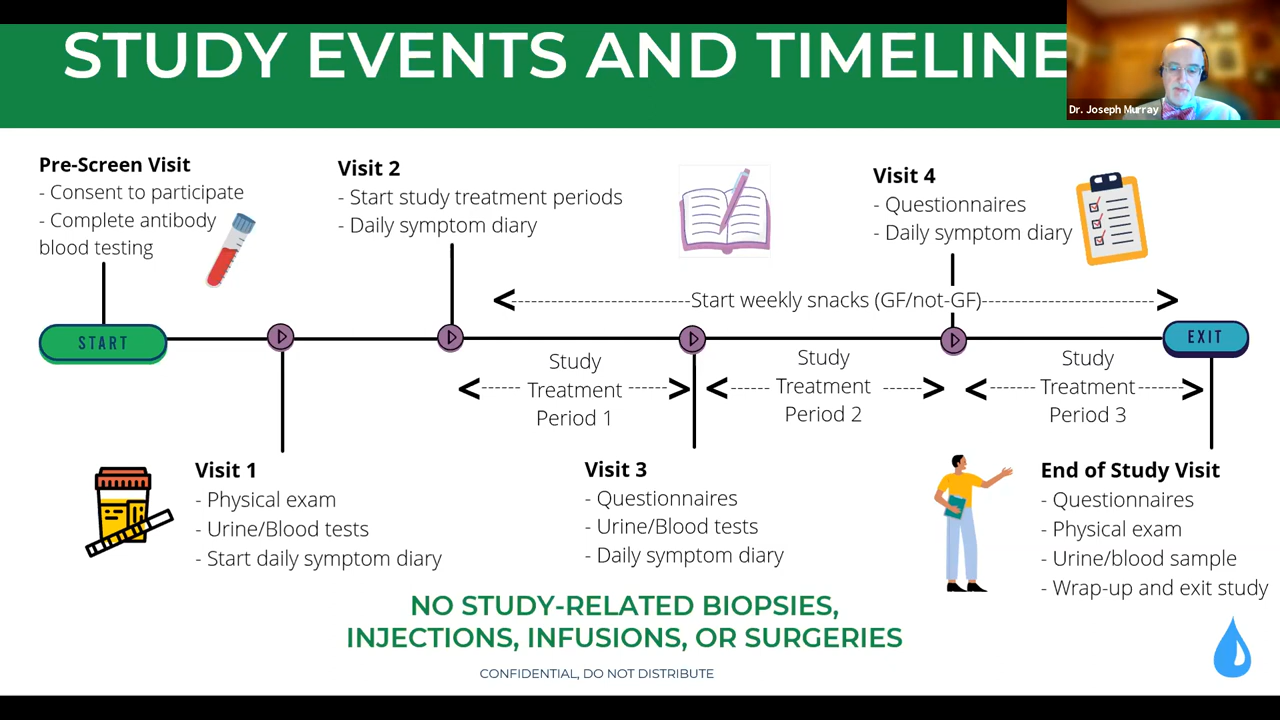 STUDY EVENTS AND TIMELINE
Dr. Joseph Murray
Pre-Screen Visit
- Consent to participate
- Complete antibody
blood testing
Visit 2
- Start study treatment periods
- Daily symptom diary
Visit 4
- Questionnaires
- Daily symptom diary
Start weekly snacks (GF/not-GF)
START
EXIT
Study
Treatment
Period 1
Study
Treatment
Period 2
Study
Treatment
Period 3
Visit 1
- Physical exam
- Urine/Blood tests
- Start daily symptom diary
Visit 3
- Questionnaires
- Urine/Blood tests
- Daily symptom diary
End of Study Visit
- Questionnaires
- Physical exam
- Urine/blood sample
- Wrap-up and exit study
NO STUDY-RELATED BIOPSIES,
INJECTIONS, INFUSIONS, OR SURGERIES
CONFIDENTIAL, DO NOT DISTRIBUTE